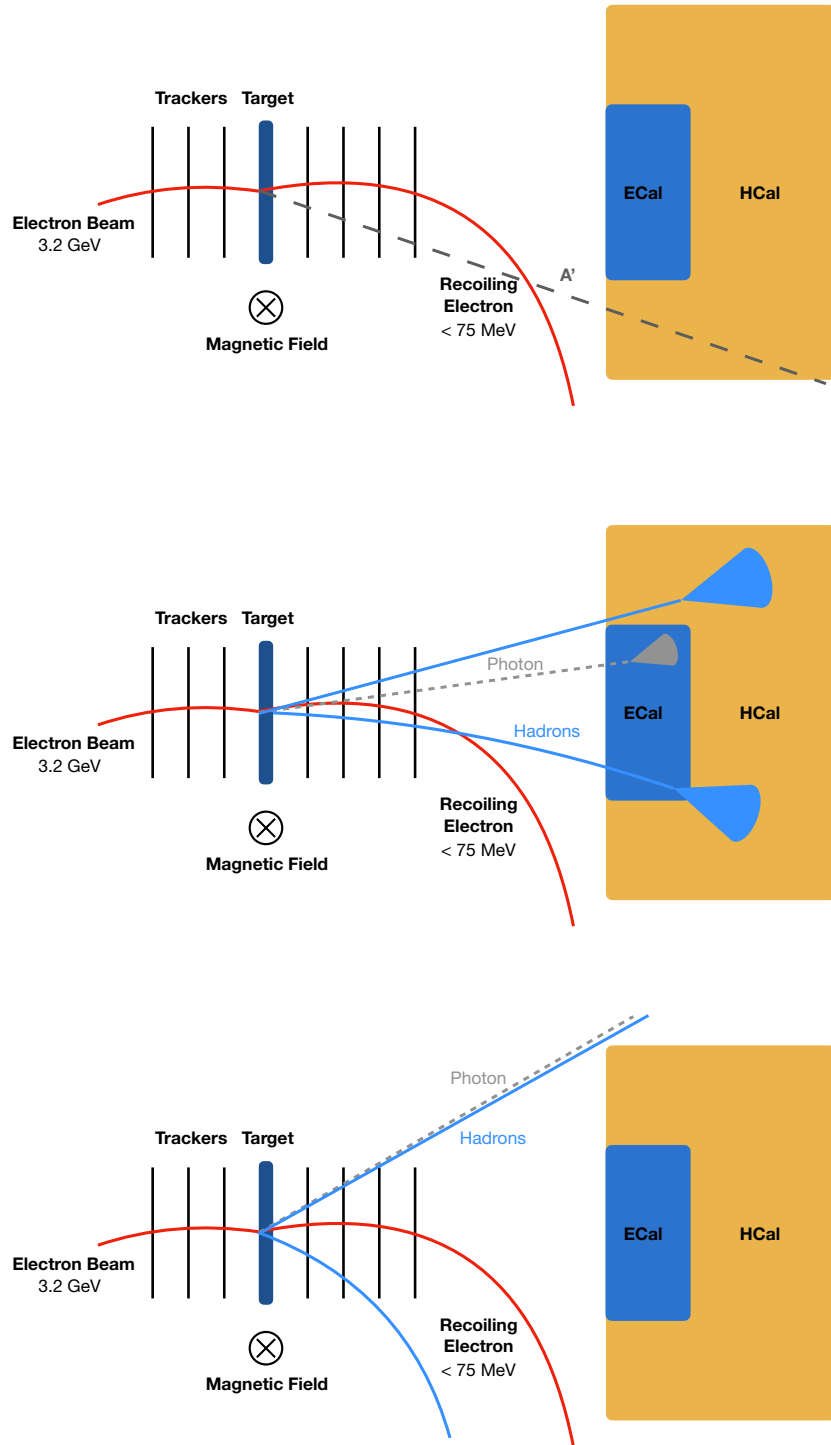 Trackers Target
ECal
HCal
Electron Beam
3.2 GeV
A'
Recoiling
Electron
< 75 MeV
Magnetic Field
Trackers Target
Photon
ECal
HCal
Hadrons
Electron Beam
3.2 GeV
Recoiling
Electron
< 75 MeV
Magnetic Field
Photon
Trackers Target
Hadrons
ECal
HCal
Electron Beam
3.2 GeV
Recoiling
Electron
< 75 MeV
Magnetic Field